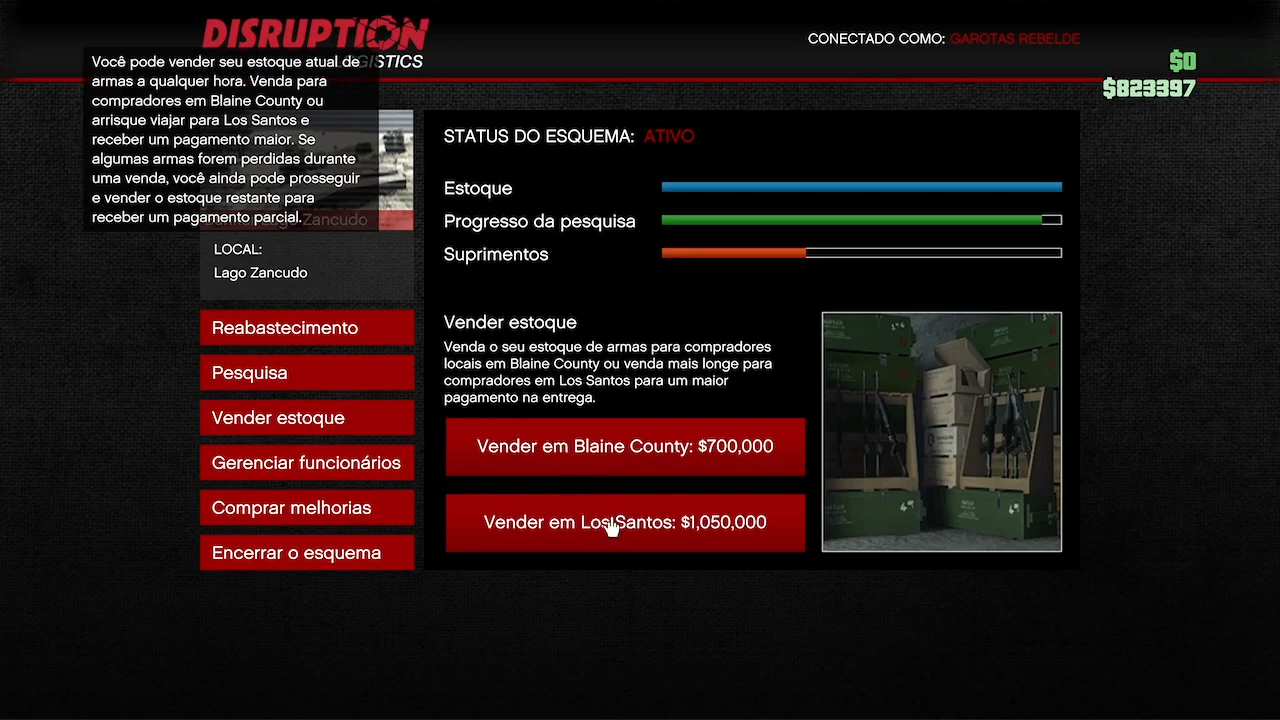 DISRUPTION
GISTICS
CONECTADO COMO: GAROTAS REBELDE
$0
$823397
Você pode vender seu estoque atual de
armas a qualquer hora. Venda para
compradores em Blaine County ou
arrisque viajar para Los Santos e
receber um pagamento maior. Se
algumas armas forem perdidas durante
uma venda, você ainda pode prosseguir
e vender o estoque restante para
receber um pagamento parcial.
Zancudo
LOCAL:
Lago Zancudo
Reabastecimento
Pesquisa
Vender estoque
Gerenciar funcionários
Comprar melhorias
Encerrar o esquema
STATUS DO ESQUEMA: ATIVO
Estoque
Progresso da pesquisa
Suprimentos
Vender estoque
Venda o seu estoque de armas para compradores
locais em Blaine County ou venda mais longe para
compradores em Los Santos para um maior
pagamento na entrega.
Vender em Blaine County: $700,000
Vender em Los Santos: $1,050,000